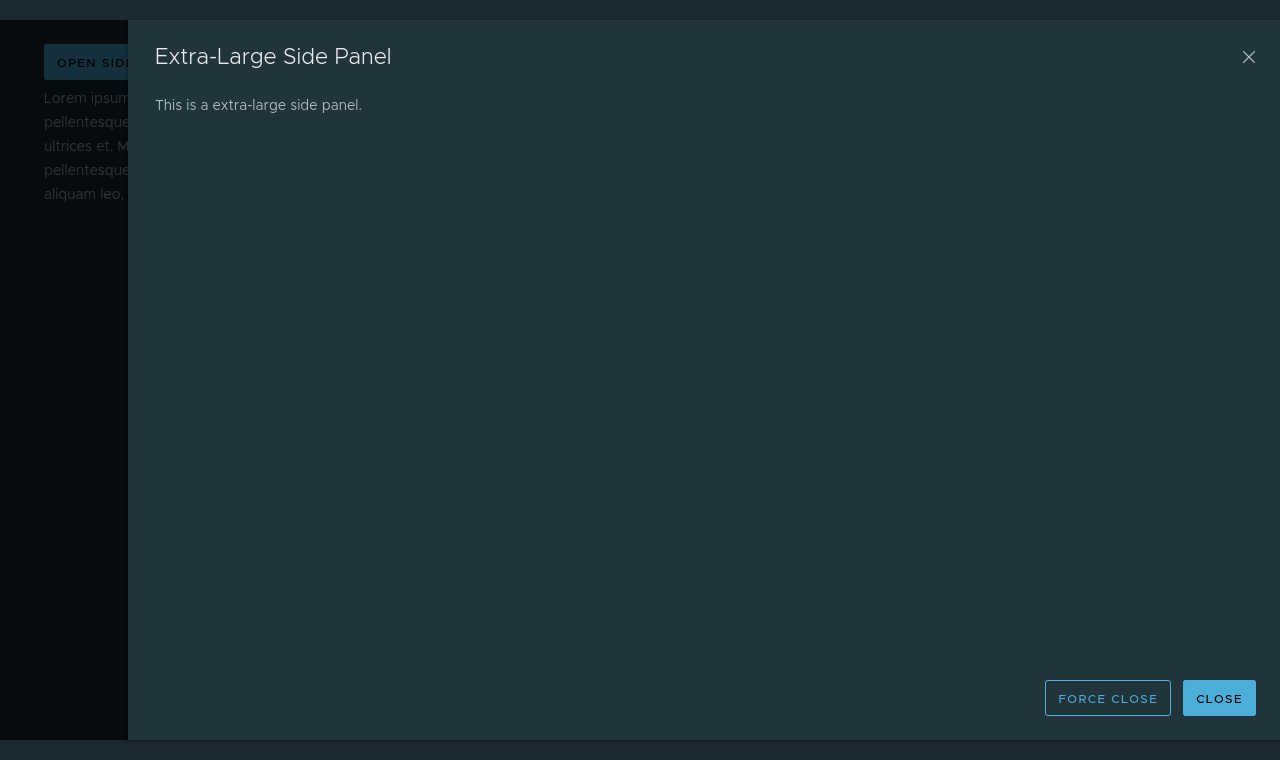 Extra-Large Side Panel
This is a extra-large side panel.
OPEN SIDE
Lorem ipsum
pellentesque
ultrices et. M
pellentesque
aliquam leo,
FORCE CLOSE
CLOSE